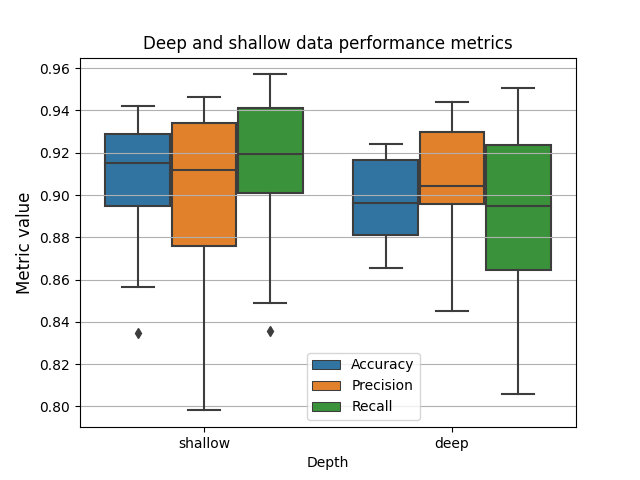 Deep and shallow data performance metrics
Metric value
0.96
0.94
0.92
0.90
0.88
0.86
0.84
0.82
0.80
Accuracy
Precision
Recall
shallow
deep
Depth